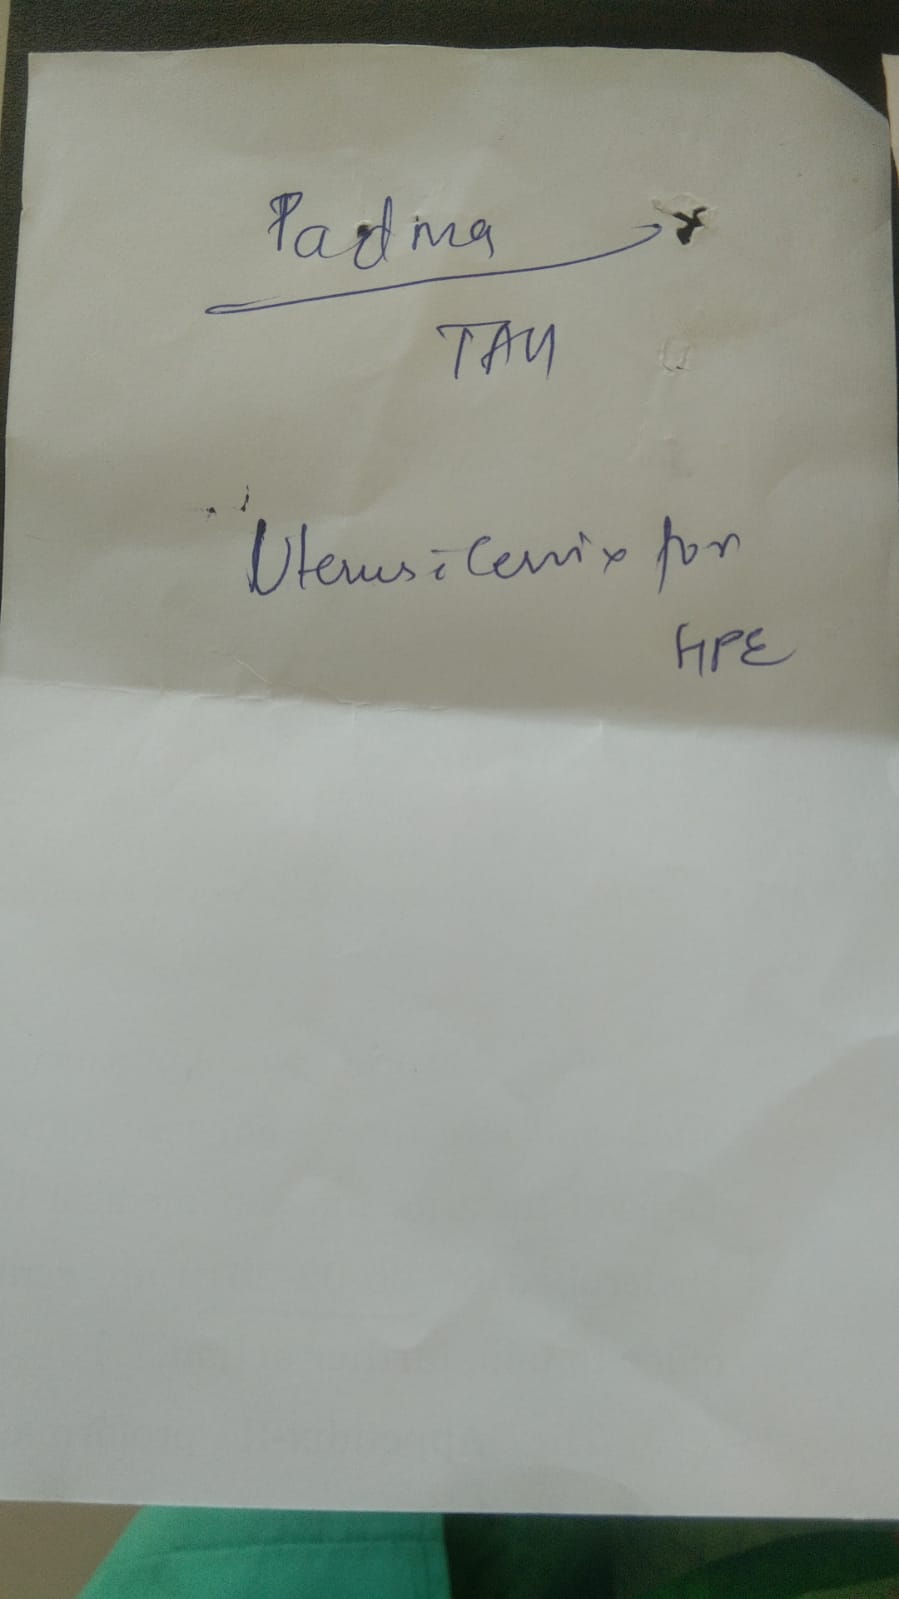 Padma
TAH
Uterus c̄ Cervix for
HPE